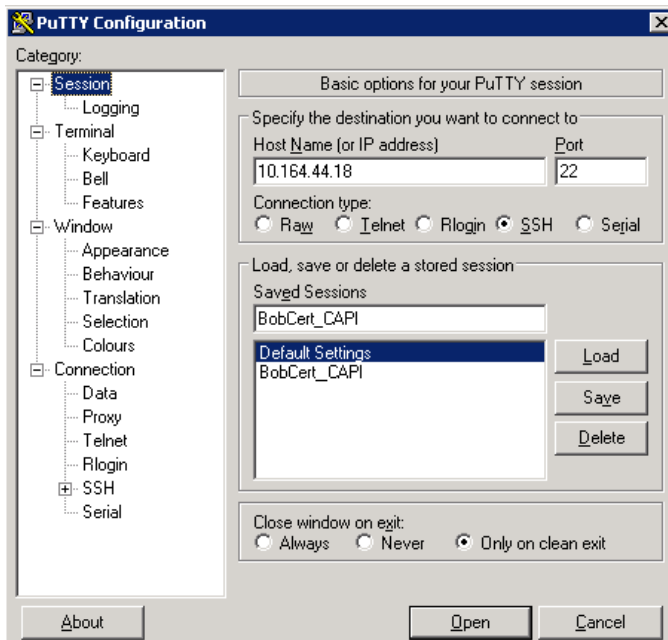 PuTTY Configuration
Category:
Session
Logging
Terminal
Keyboard
Bell
Features
Window
Appearance
Behaviour
Translation
Selection
Colours
Connection
Data
Proxy
Telnet
Rlogin
SSH
Serial
Basic options for your PuTTY session
Specify the destination you want to connect to
Host Name (or IP address) Port
10.164.44.18 22
Connection type:
Raw Telnet Rlogin SSH Serial
Load, save or delete a stored session
Saved Sessions
BobCert_CAPI
Default Settings
BobCert_CAPI
Load
Save
Delete
Close window on exit:
Always Never Only on clean exit
About Open Cancel